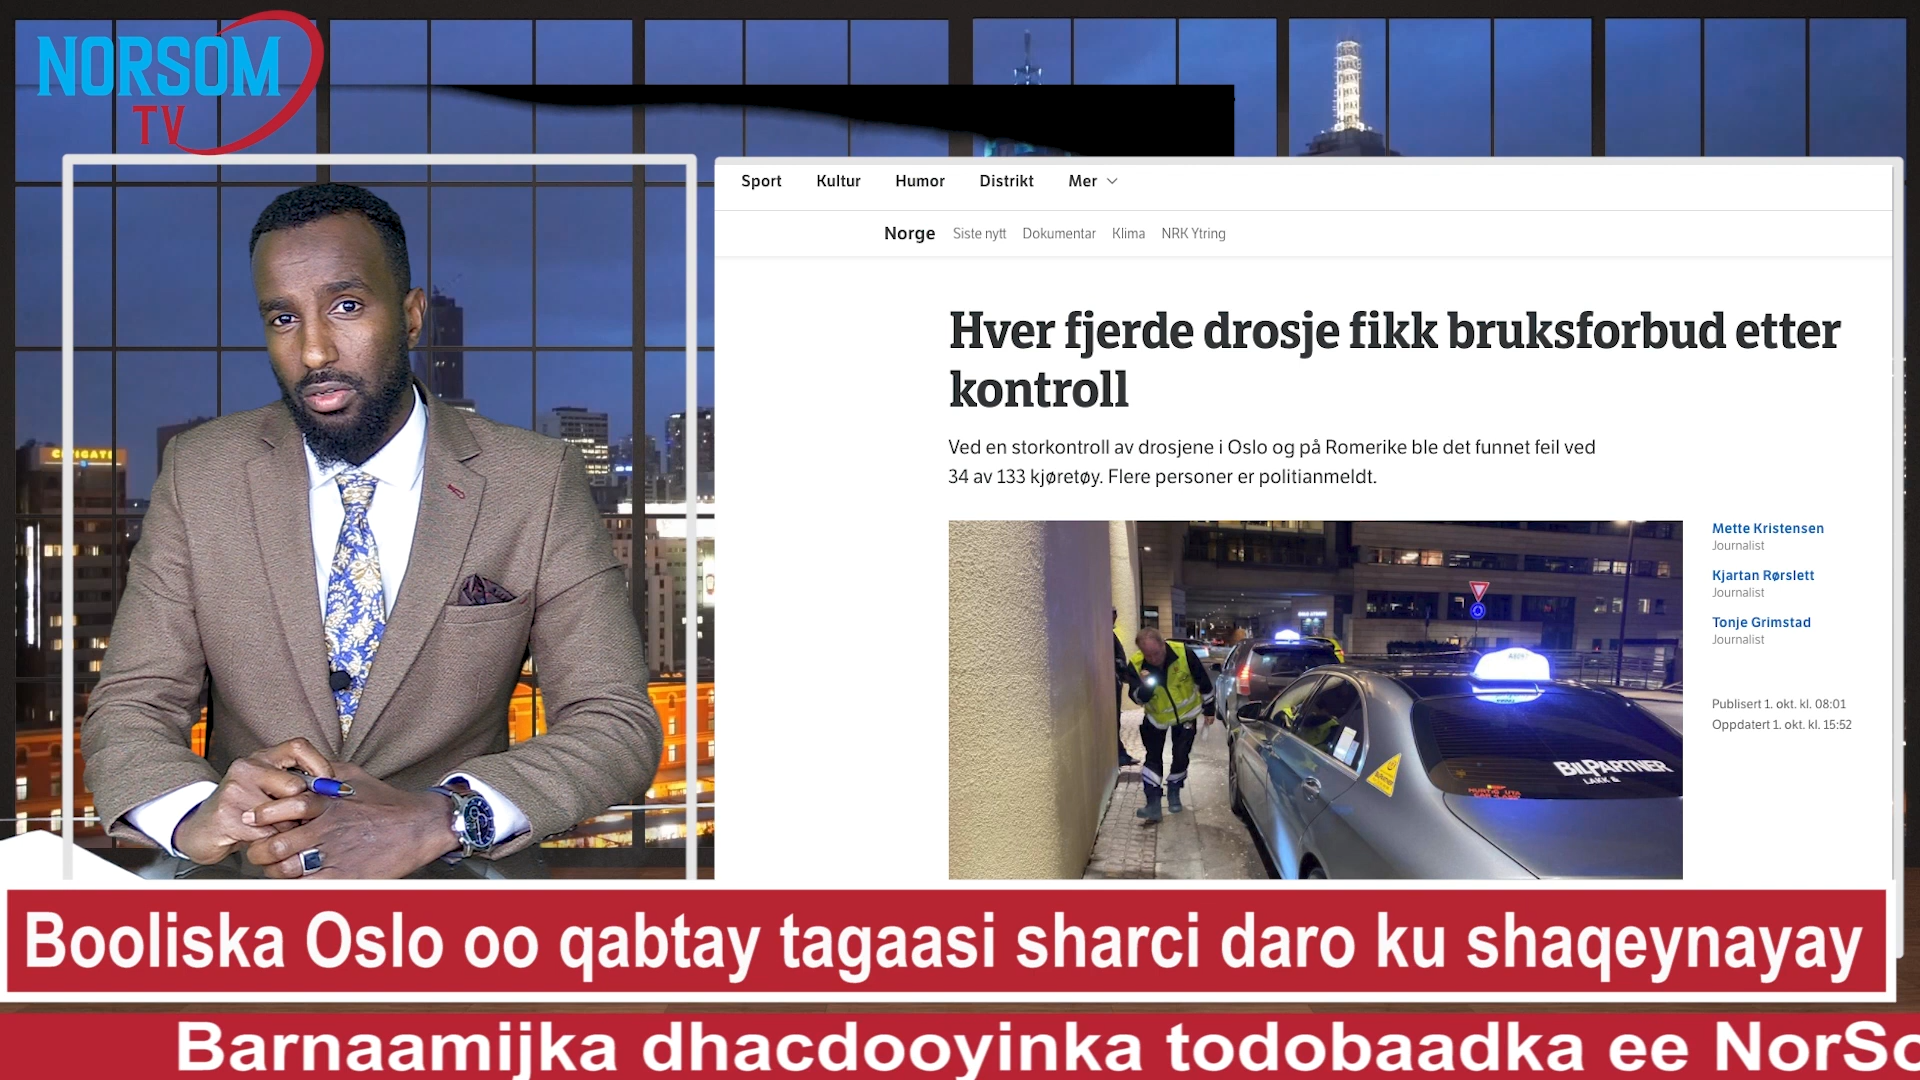 NORSOM
TV
Sport Kultur Humor Distrikt Mer
Norge Siste nytt Dokumentar Klima NRK Ytring
Hver fjerde drosje fikk bruksforbud etter
kontroll
Ved en storkontroll av drosjene i Oslo og på Romerike ble det funnet feil ved
34 av 133 kjøretøy. Flere personer er politianmeldt.
Mette Kristensen
Journalist
Kjartan Rørslett
Journalist
Tonje Grimstad
Journalist
Publisert 1. okt. kl. 08:01
Oppdatert 1. okt. kl. 15:52
BILPARTNER
LAKK &
Booliska Oslo oo qabtay tagaasi sharci daro ku shaqeynayay
Barnaamijka dhacdooyinka todobaadka ee NorSo